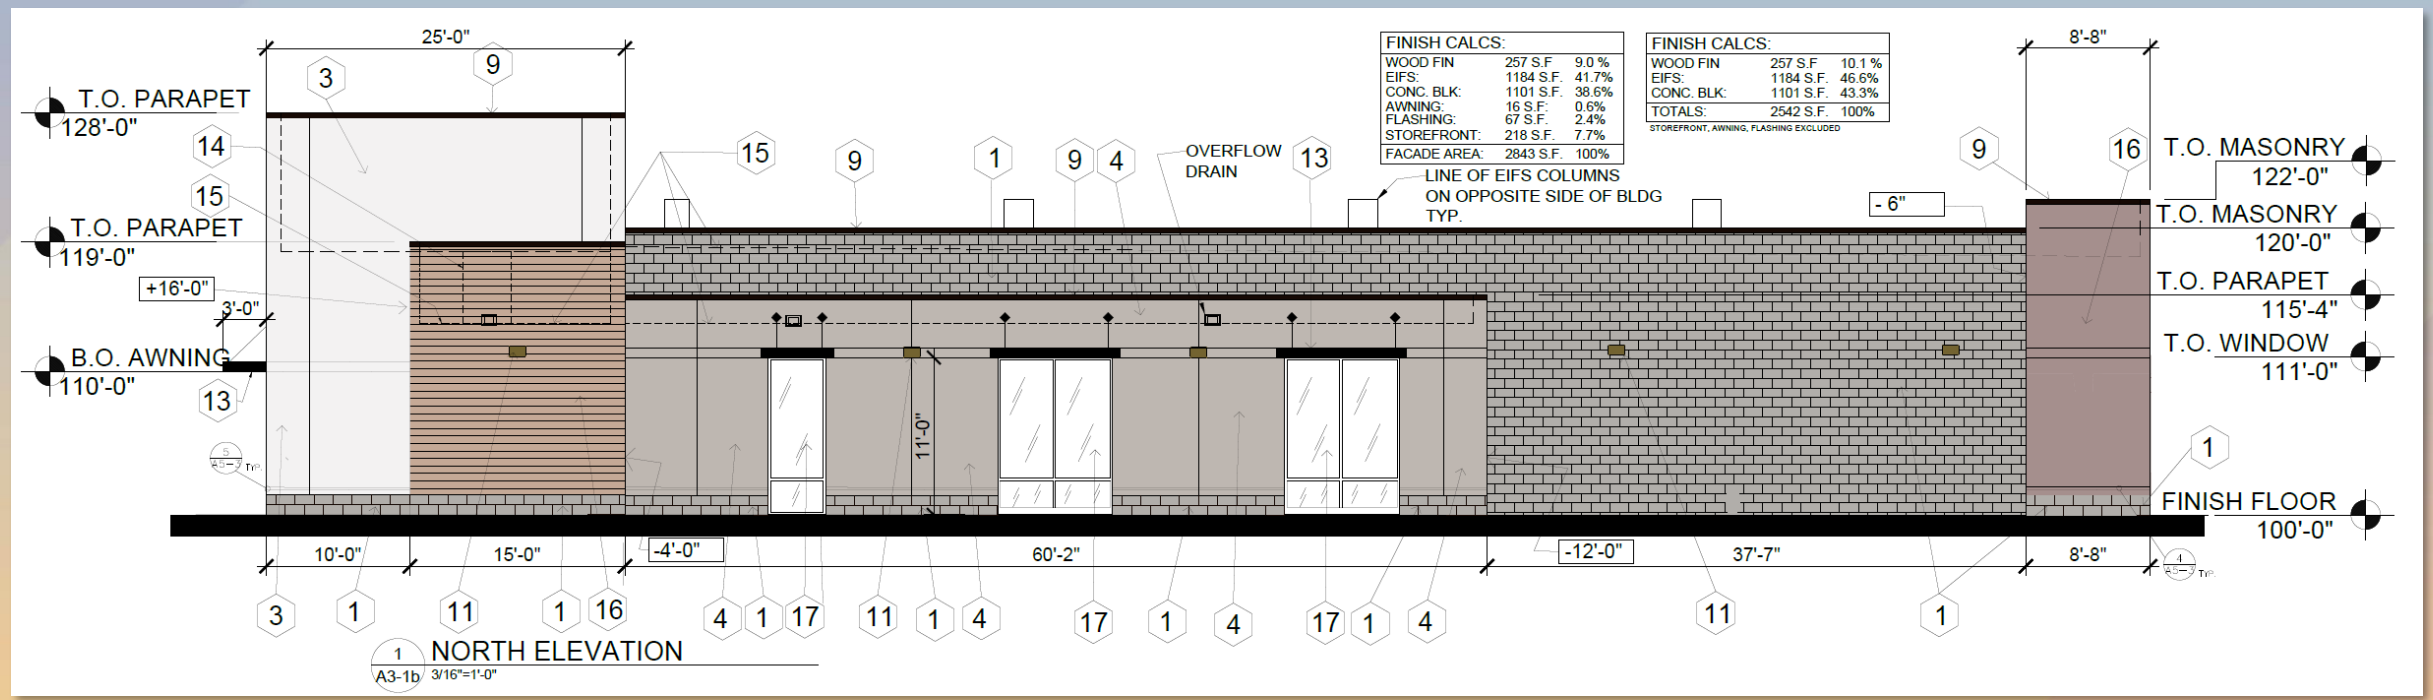 25'-0"
3
9
T.O. PARAPET
128'-0"
14
15
15
9
1
9
4
OVERFLOW
DRAIN
13
FINISH CALCS:
WOOD FIN 257 S.F 9.0 %
EIFS: 1184 S.F. 41.7%
CONC. BLK: 1101 S.F. 38.6%
AWNING: 16 S.F: 0.6%
FLASHING: 67 S.F. 2.4%
STOREFRONT: 218 S.F. 7.7%
FACADE AREA: 2843 S.F. 100%
FINISH CALCS:
WOOD FIN 257 S.F 10.1 %
EIFS: 1184 S.F. 46.6%
CONC. BLK: 1101 S.F. 43.3%
TOTALS: 2542 S.F. 100%
STOREFRONT, AWNING, FLASHING EXCLUDED
LINE OF EIFS COLUMNS
ON OPPOSITE SIDE OF BLDG
TYP.
8'-8"
9
16
- 6"
T.O. MASONRY
122'-0"
T.O. MASONRY
120'-0"
T.O. PARAPET
115'-4"
T.O. WINDOW
111'-0"
T.O. PARAPET
119'-0"
+16'-0"
3'-0"
B.O. AWNING
110'-0"
13
5
A5-3 TYP.
11'-0"
1
FINISH FLOOR
100'-0"
10'-0"
15'-0"
-4'-0"
60'-2"
-12'-0"
37'-7"
8'-8"
4
A5-3 TYP.
3
1
11
1
16
4
1
17
11
1
4
17
1
4
17
1
4
11
1
1
A3-1b
NORTH ELEVATION
3/16"=1'-0"